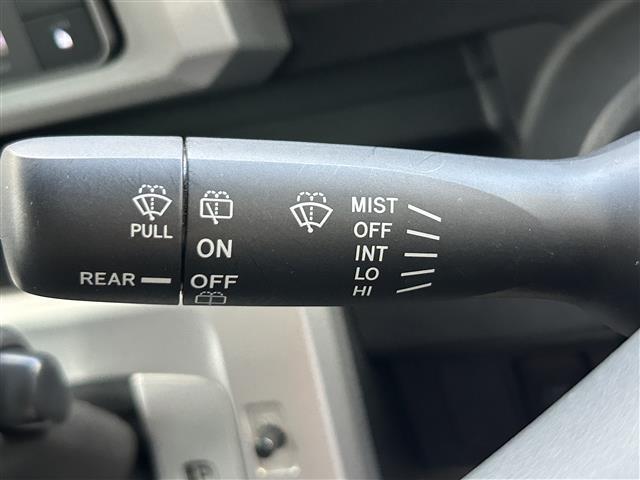 PULL
REAR
ON
OFF
MIST
OFF
INT
LO
HI
P